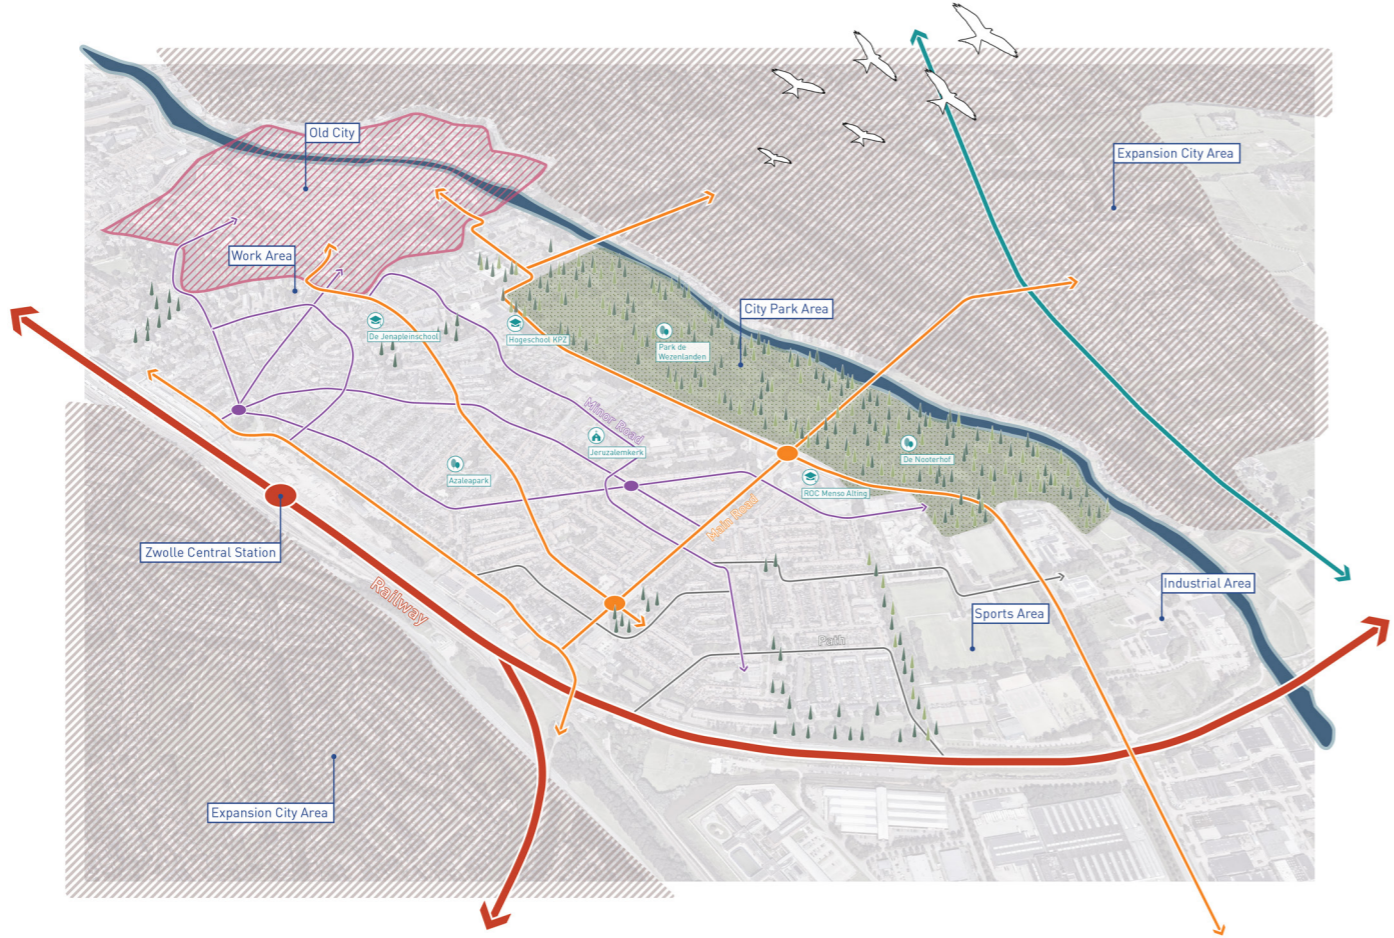 Old City
Expansion City Area
Work Area
City Park Area
De Jenapleinschool
Hogeschool KPZ
Park de
Wezenlanden
Minor Road
Jeruzalemkerk
De Nooterhof
Azaleapark
ROC Menso Alting
Main Road
Zwolle Central Station
Railway
Industrial Area
Sports Area
Path
Expansion City Area